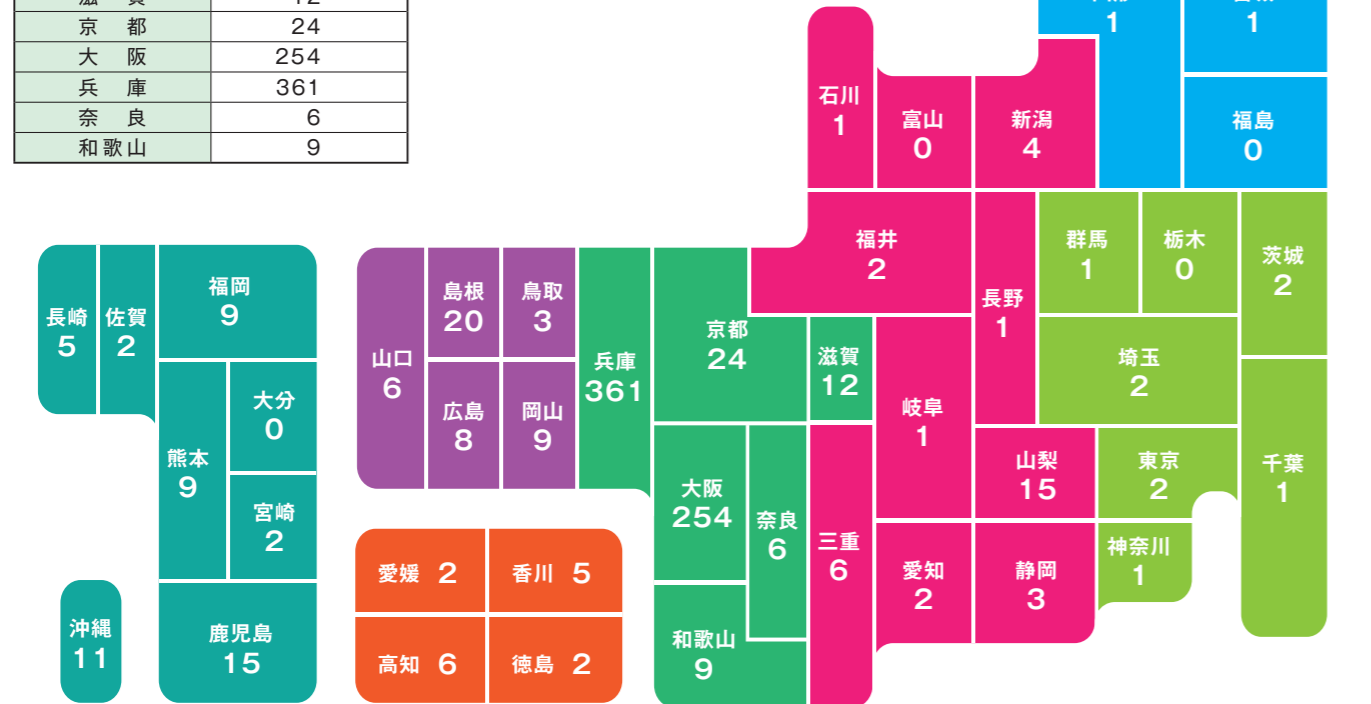 12
京 都 24
大 阪 254
兵 庫 361
奈 良 6
和歌山 9
1
1
石川
1
富山
0
新潟
4
福島
0
福井
2
長野
1
群馬
1
栃木
0
茨城
2
埼玉
2
千葉
1
東京
2
神奈川
1
山梨
15
静岡
3
岐阜
1
愛知
2
三重
6
滋賀
12
京都
24
兵庫
361
大阪
254
奈良
6
和歌山
9
鳥取
3
島根
20
岡山
9
広島
8
山口
6
愛媛 2
香川 5
高知 6
徳島 2
福岡
9
佐賀
2
長崎
5
大分
0
熊本
9
宮崎
2
鹿児島
15
沖縄
11